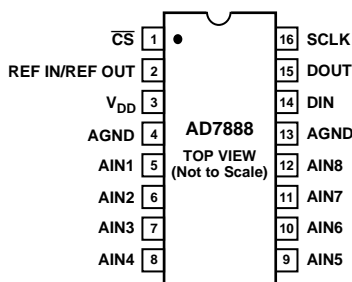 CS 1 16 SCLK
REF IN/REF OUT 2 15 DOUT
VDD 3 14 DIN
AGND 4 AD7888 13 AGND
TOP VIEW
AIN1 5 (Not to Scale) 12 AIN8
AIN2 6 11 AIN7
AIN3 7 10 AIN6
AIN4 8 9 AIN5